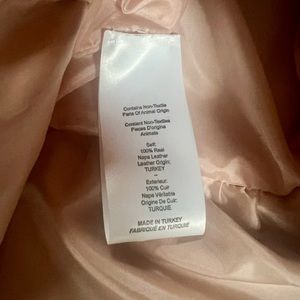 Contains Non-Textile
Parts Of Animal Origin
Contient Non-Textiles
Pieces D'origine
Animale
Self:
100% Real
Napa Leather
Leather Origin;
TURKEY
--
Exterieur:
100% Cuir
Napa Véritable
Origine De Cuir;
TURQUIE.
MADE IN TURKEY
FABRIQUÉ EN TURQUIE